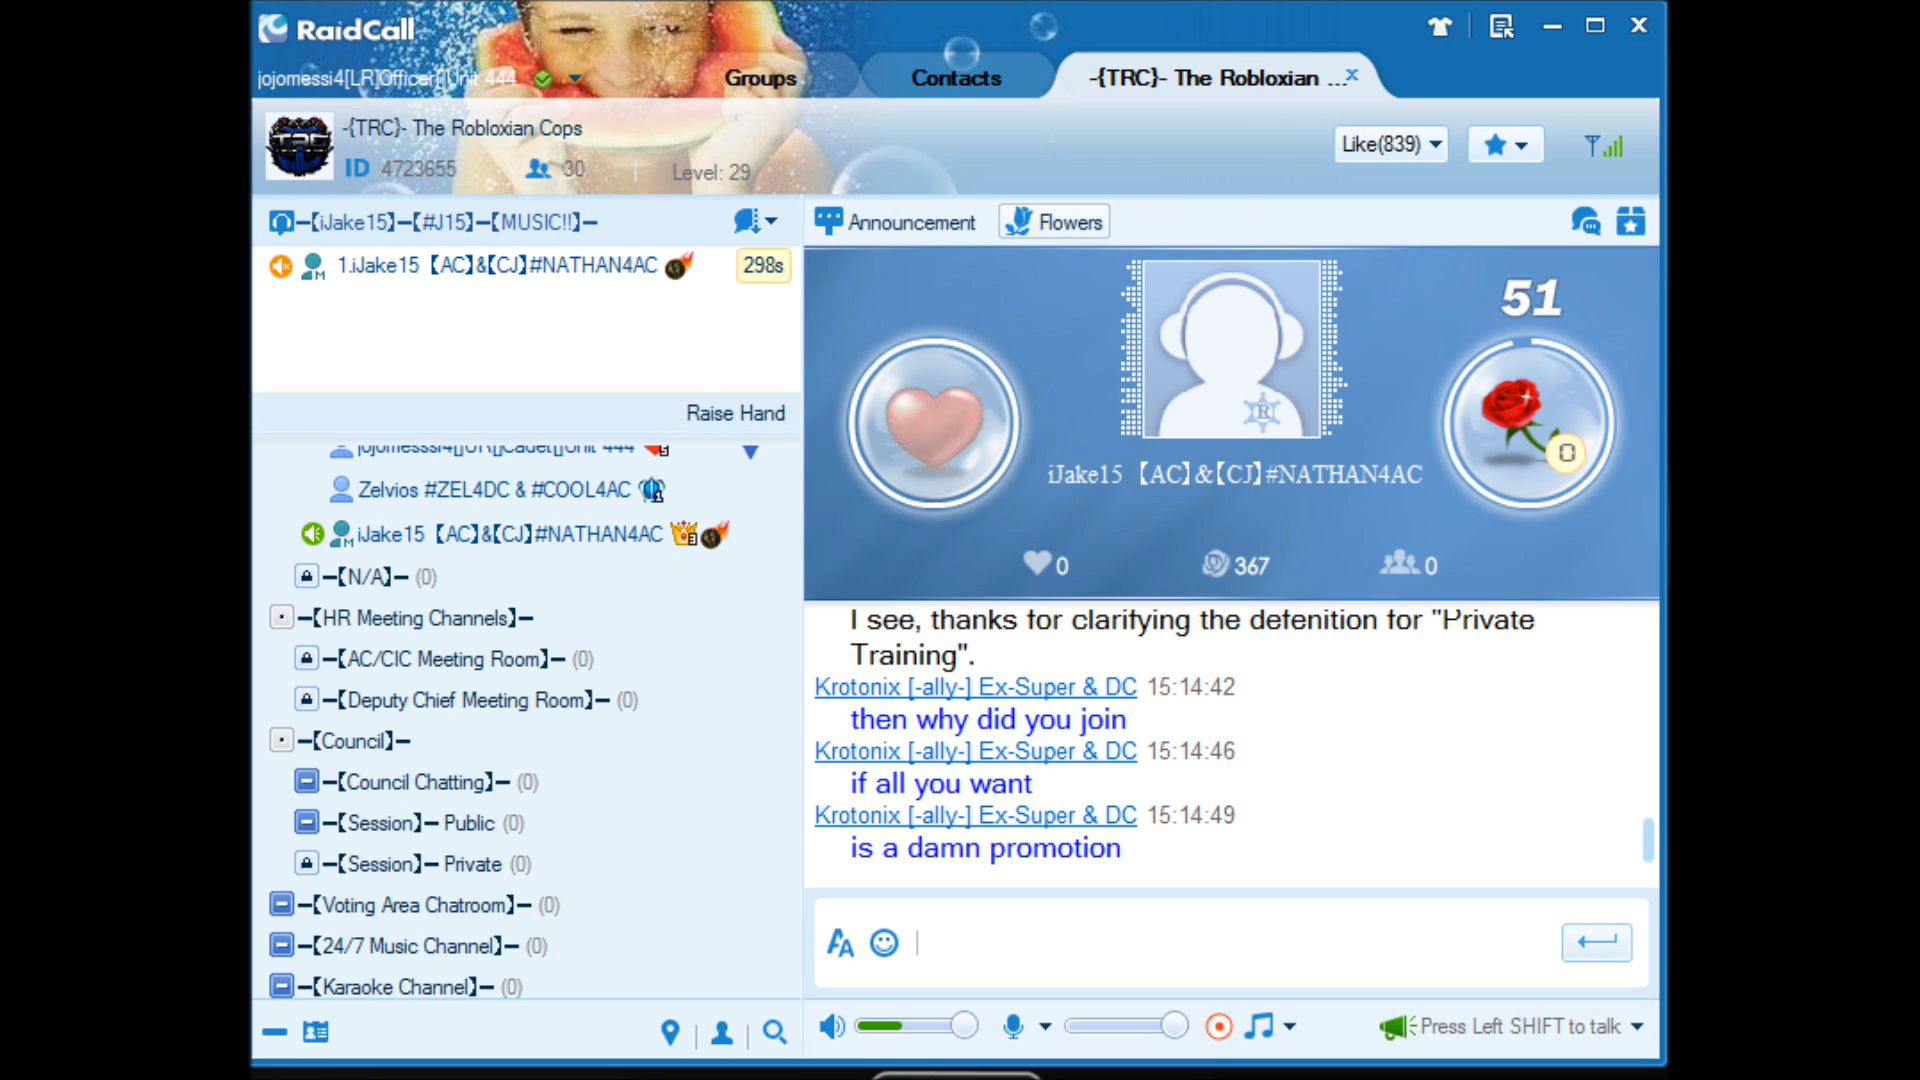 RaidCall
jojomessi4[LR]Officer[]Unit 444
Groups
Contacts
-{TRC}- The Robloxian ...
-{TRC}- The Robloxian Cops
ID 4723655
30
Level: 29
Like(839)
TRC
━【iJake15】━【#J15】━【MUSIC!!】━
1.iJake15 【AC】&【CJ】#NATHAN4AC
298s
Raise Hand
Zelvios #ZEL4DC & #COOL4AC
iJake15 【AC】&【CJ】#NATHAN4AC
━【N/A】━ (0)
━【HR Meeting Channels】━
━【AC/CIC Meeting Room】━ (0)
━【Deputy Chief Meeting Room】━ (0)
━【Council】━
━【Council Chatting】━ (0)
━【Session】━ Public (0)
━【Session】━ Private (0)
━【Voting Area Chatroom】━ (0)
━【24/7 Music Channel】━ (0)
━【Karaoke Channel】━ (0)
Announcement
Flowers
51
R
0
iJake15 【AC】&【CJ】#NATHAN4AC
0
367
0
I see, thanks for clarifying the defenition for "Private
Training".
Krotonix [-ally-] Ex-Super & DC 15:14:42
then why did you join
Krotonix [-ally-] Ex-Super & DC 15:14:46
if all you want
Krotonix [-ally-] Ex-Super & DC 15:14:49
is a damn promotion
Press Left SHIFT to talk